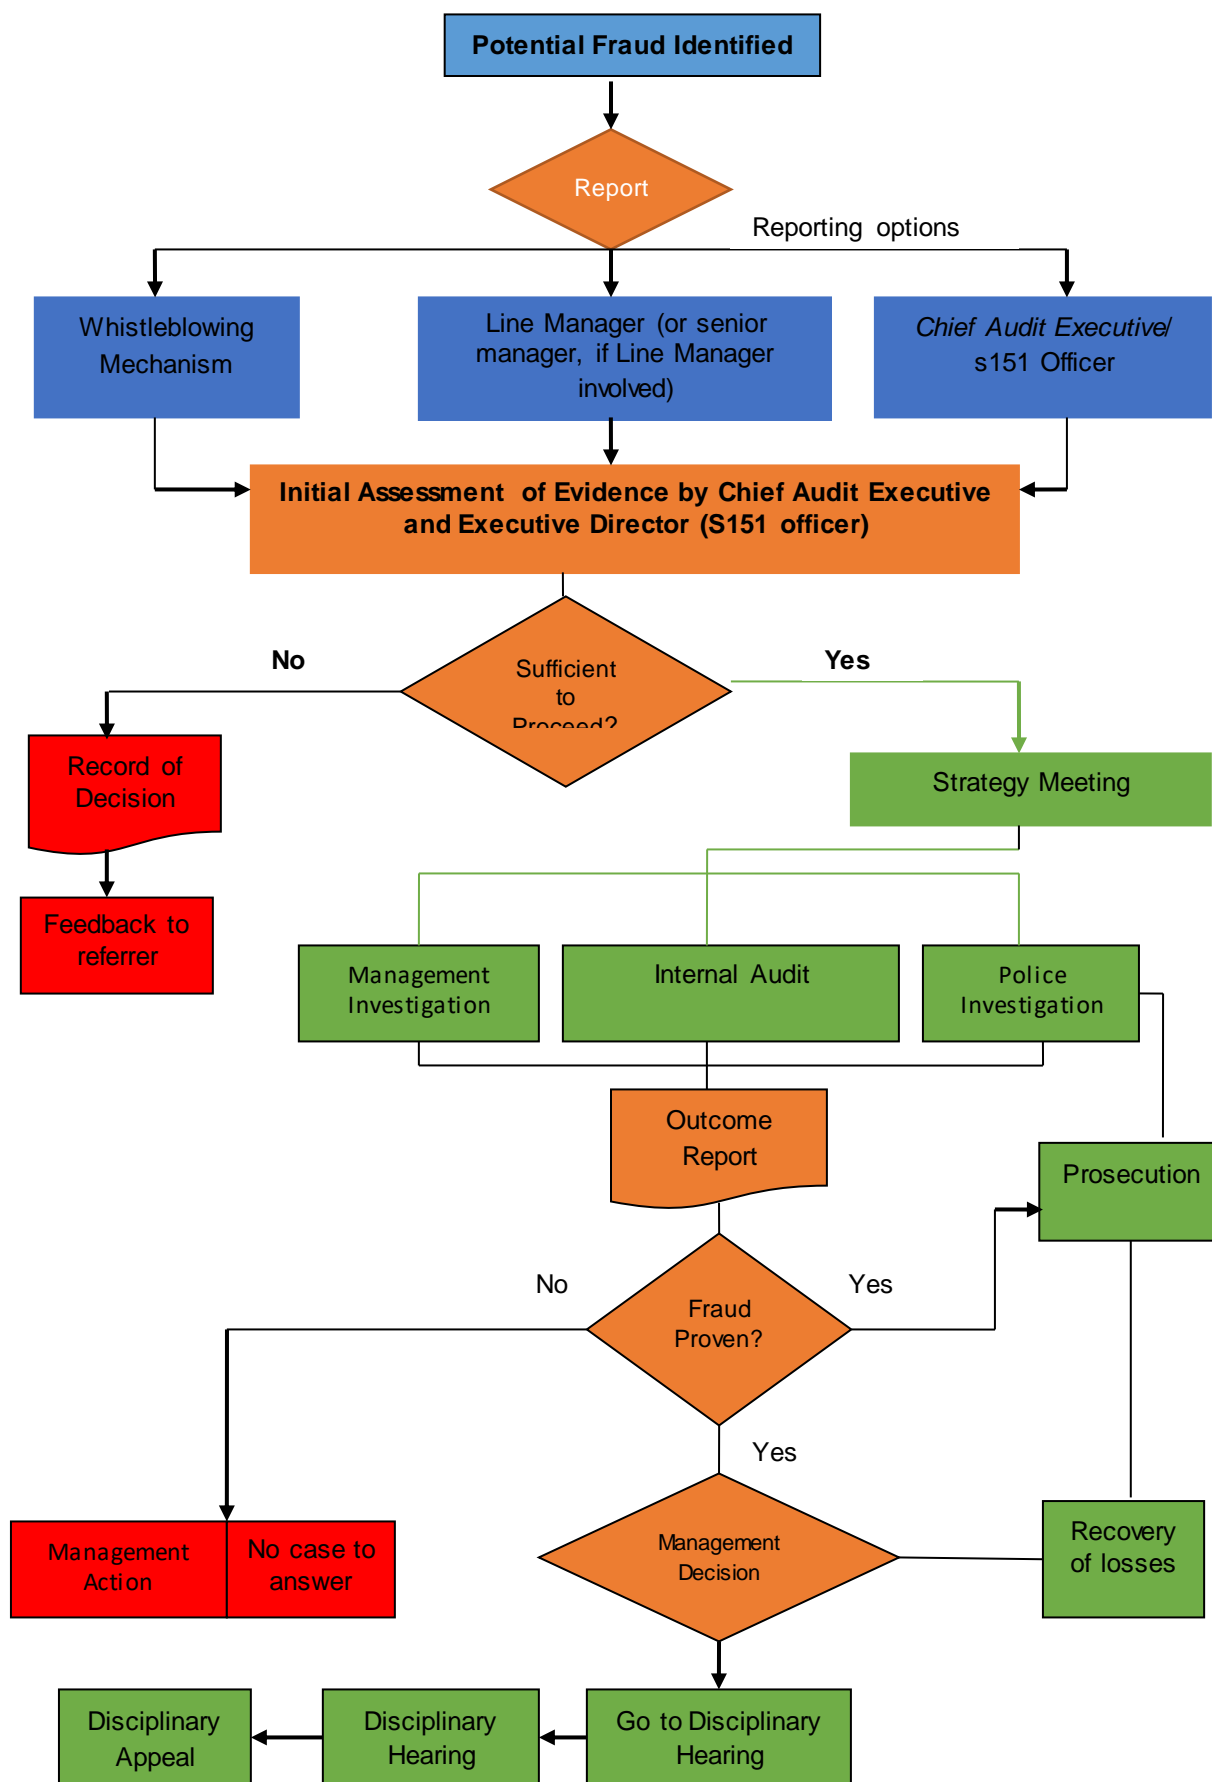 Potential Fraud Identified
Report
Reporting options
Whistleblowing
Mechanism
Line Manager (or senior
manager, if Line Manager
involved)
Chief Audit Executive/
s151 Officer
Initial Assessment of Evidence by Chief Audit Executive
and Executive Director (S151 officer)
No
Yes
Sufficient
to
Proceed?
Record of
Decision
Strategy Meeting
Feedback to
referrer
Management
Investigation
Internal Audit
Police
Investigation
Outcome
Report
Prosecution
No
Yes
Fraud
Proven?
Yes
Management
Decision
Recovery
of losses
Management
Action
No case to
answer
Disciplinary
Appeal
Disciplinary
Hearing
Go to Disciplinary
Hearing